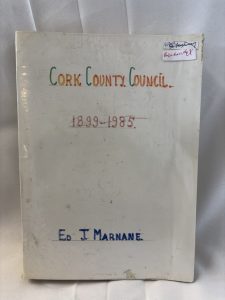 CORK COUNTY COUNCIL.
1899-1985.
ED J MARNANE